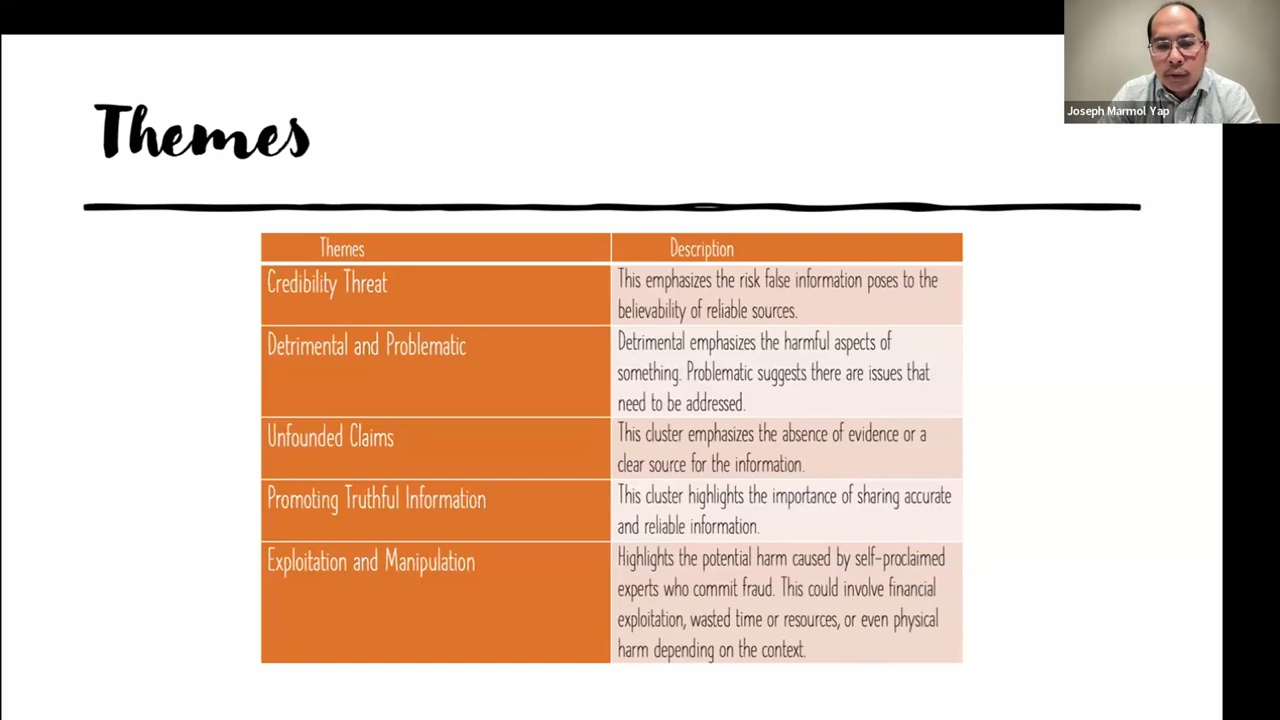 Joseph Marmol Yap
Themes
Themes
Description
Credibility Threat
This emphasizes the risk false information poses to the
believability of reliable sources.
Detrimental and Problematic
Detrimental emphasizes the harmful aspects of
something. Problematic suggests there are issues that
need to be addressed.
Unfounded Claims
This cluster emphasizes the absence of evidence or a
clear source for the information.
Promoting Truthful Information
This cluster highlights the importance of sharing accurate
and reliable information.
Exploitation and Manipulation
Highlights the potential harm caused by self-proclaimed
experts who commit fraud. This could involve financial
exploitation, wasted time or resources, or even physical
harm depending on the context.